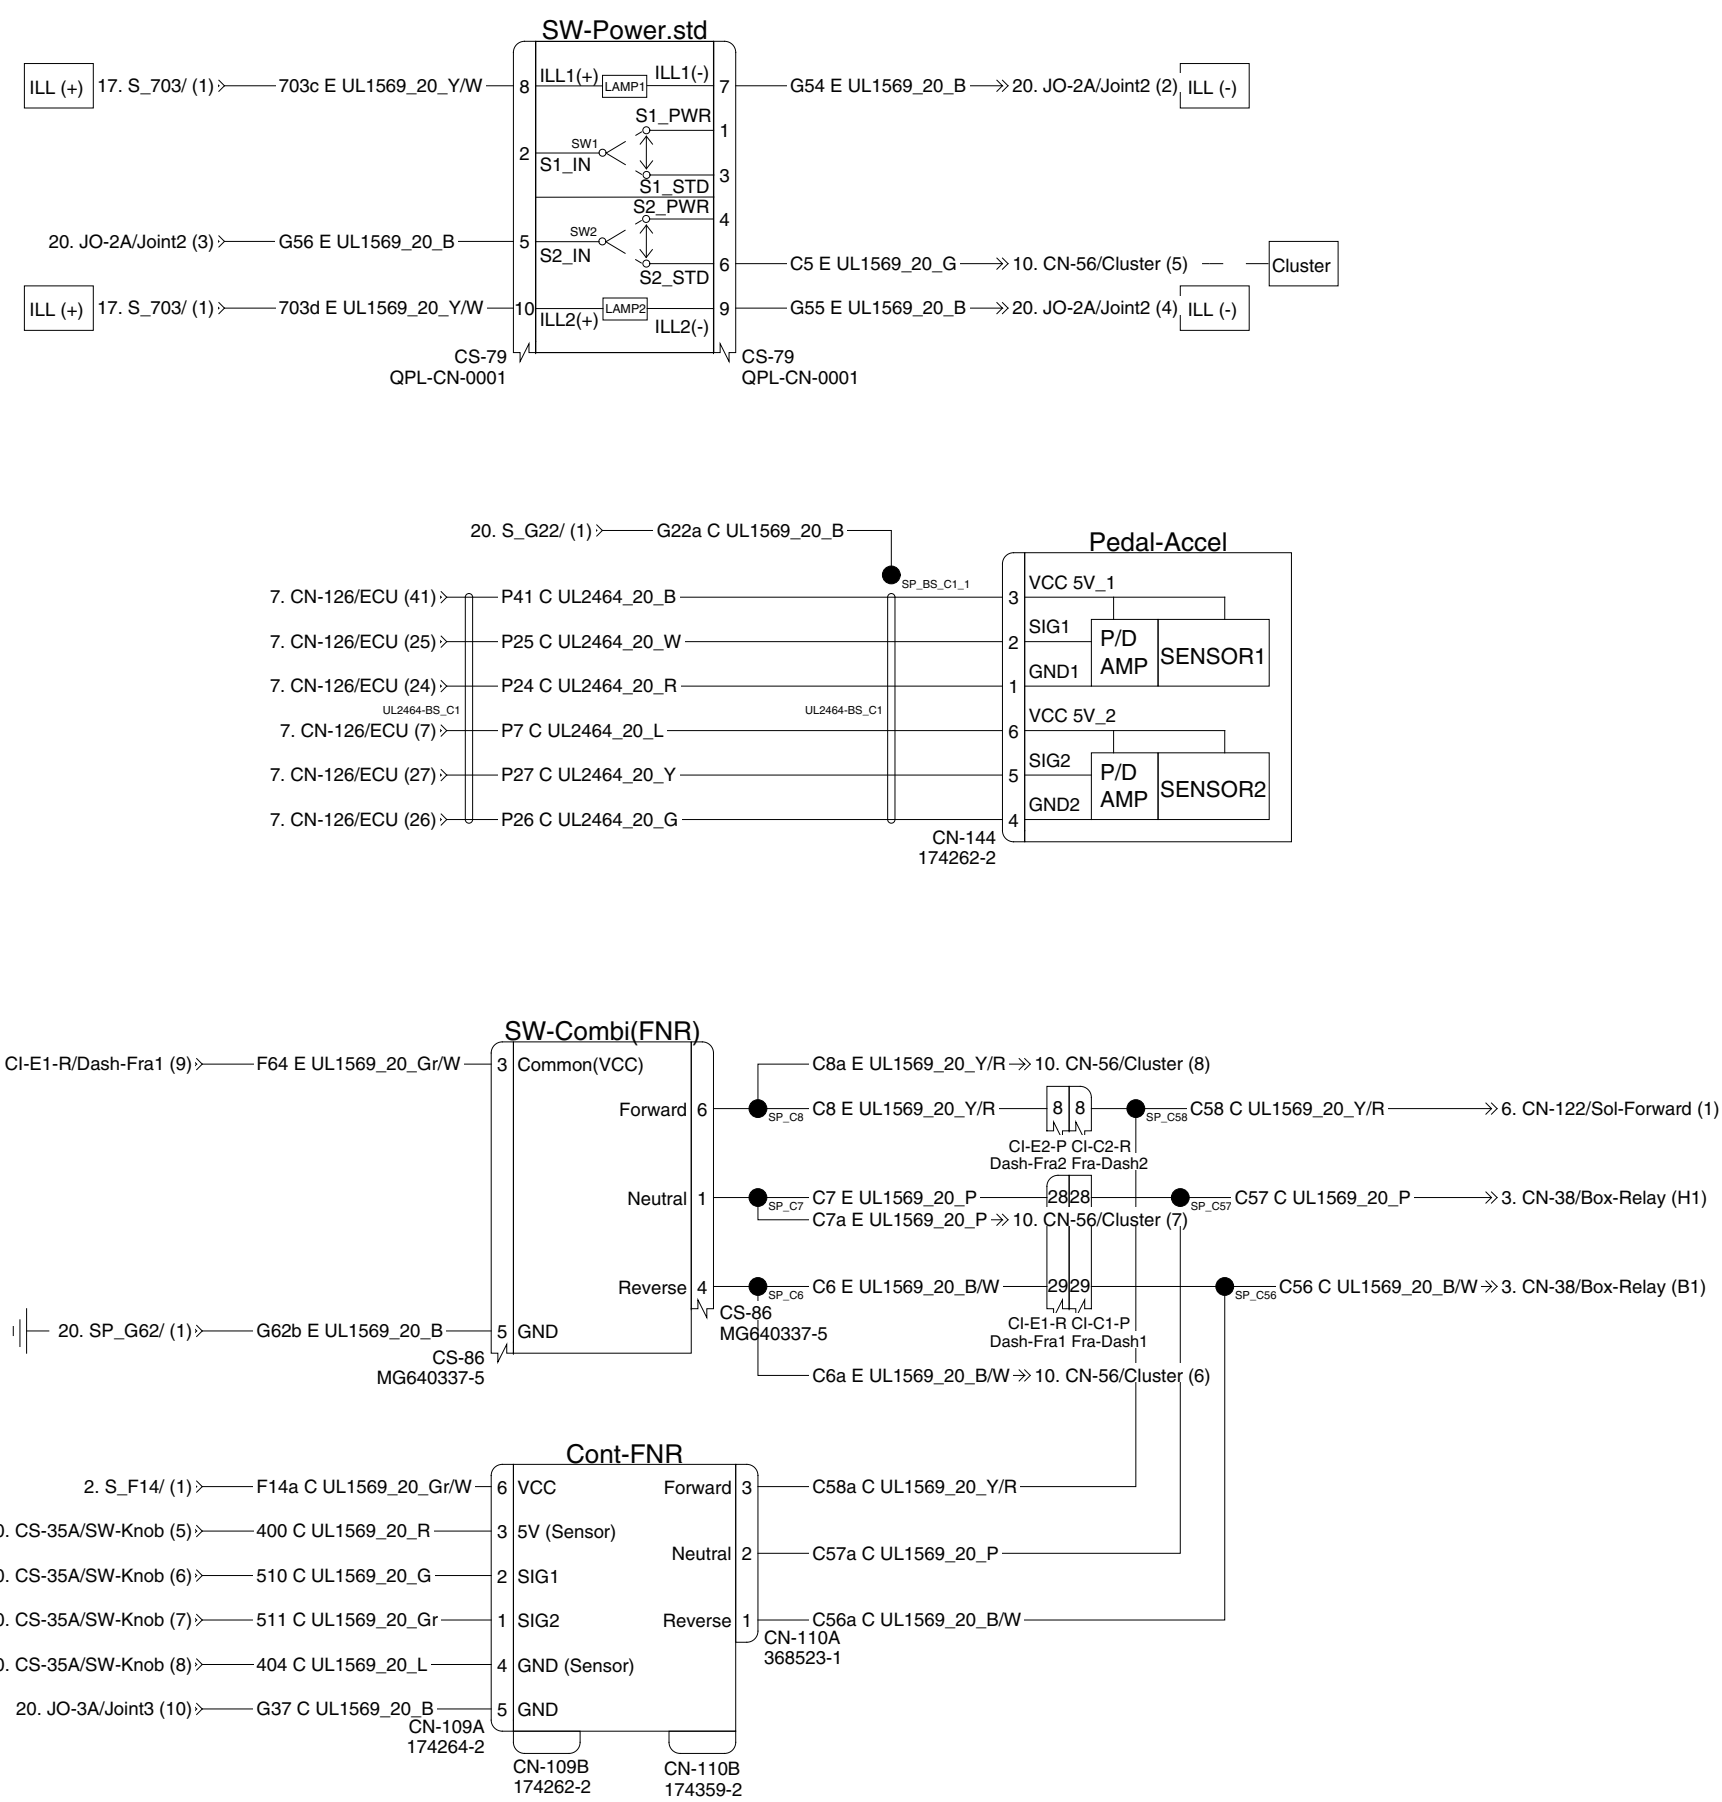 SW-Power.std
ILL (+) 17. S_703/ (1) 703c E UL1569_20_Y/W 8 ILL1(+) LAMP1 ILL1(-) 7 G54 E UL1569_20_B 20. JO-2A/Joint2 (2) ILL (-)
S1_PWR 1
2 SW1
S1_IN
3
S1_STD
S2_PWR
4
20. JO-2A/Joint2 (3) G56 E UL1569_20_B 5 SW2
S2_IN
6 C5 E UL1569_20_G 10. CN-56/Cluster (5) Cluster
S2_STD
ILL (+) 17. S_703/ (1) 703d E UL1569_20_Y/W 10 ILL2(+) LAMP2 ILL2(-) 9 G55 E UL1569_20_B 20. JO-2A/Joint2 (4) ILL (-)
CS-79
QPL-CN-0001
CS-79
QPL-CN-0001
20. S_G22/ (1) G22a C UL1569_20_B
SP_BS_C1_1
Pedal-Accel
7. CN-126/ECU (41) P41 C UL2464_20_B 3 VCC 5V_1
7. CN-126/ECU (25) P25 C UL2464_20_W 2 SIG1
7. CN-126/ECU (24) P24 C UL2464_20_R 1 GND1
P/D
AMP
SENSOR1
UL2464-BS_C1
UL2464-BS_C1
7. CN-126/ECU (7) P7 C UL2464_20_L 6 VCC 5V_2
7. CN-126/ECU (27) P27 C UL2464_20_Y 5 SIG2
7. CN-126/ECU (26) P26 C UL2464_20_G 4 GND2
P/D
AMP
SENSOR2
CN-144
174262-2
SW-Combi(FNR)
CI-E1-R/Dash-Fra1 (9) F64 E UL1569_20_Gr/W 3 Common(VCC)
C8a E UL1569_20_Y/R 10. CN-56/Cluster (8)
Forward 6 SP_C8 C8 E UL1569_20_Y/R 8 8 SP_C58 C58 C UL1569_20_Y/R 6. CN-122/Sol-Forward (1)
CI-E2-P CI-C2-R
Dash-Fra2 Fra-Dash2
Neutral 1 SP_C7 C7 E UL1569_20_P 28 28 SP_C57 C57 C UL1569_20_P 3. CN-38/Box-Relay (H1)
C7a E UL1569_20_P 10. CN-56/Cluster (7)
Reverse 4 SP_C6 C6 E UL1569_20_B/W 29 29 SP_C56 C56 C UL1569_20_B/W 3. CN-38/Box-Relay (B1)
CS-86
MG640337-5
CI-E1-R CI-C1-P
Dash-Fra1 Fra-Dash1
20. SP_G62/ (1) G62b E UL1569_20_B 5 GND
CS-86
MG640337-5
C6a E UL1569_20_B/W 10. CN-56/Cluster (6)
Cont-FNR
2. S_F14/ (1) F14a C UL1569_20_Gr/W 6 VCC Forward 3 C58a C UL1569_20_Y/R
0. CS-35A/SW-Knob (5) 400 C UL1569_20_R 3 5V (Sensor)
Neutral 2 C57a C UL1569_20_P
0. CS-35A/SW-Knob (6) 510 C UL1569_20_G 2 SIG1
0. CS-35A/SW-Knob (7) 511 C UL1569_20_Gr 1 SIG2 Reverse 1 C56a C UL1569_20_B/W
CN-110A
368523-1
0. CS-35A/SW-Knob (8) 404 C UL1569_20_L 4 GND (Sensor)
20. JO-3A/Joint3 (10) G37 C UL1569_20_B 5 GND
CN-109A
174264-2
CN-109B
174262-2
CN-110B
174359-2